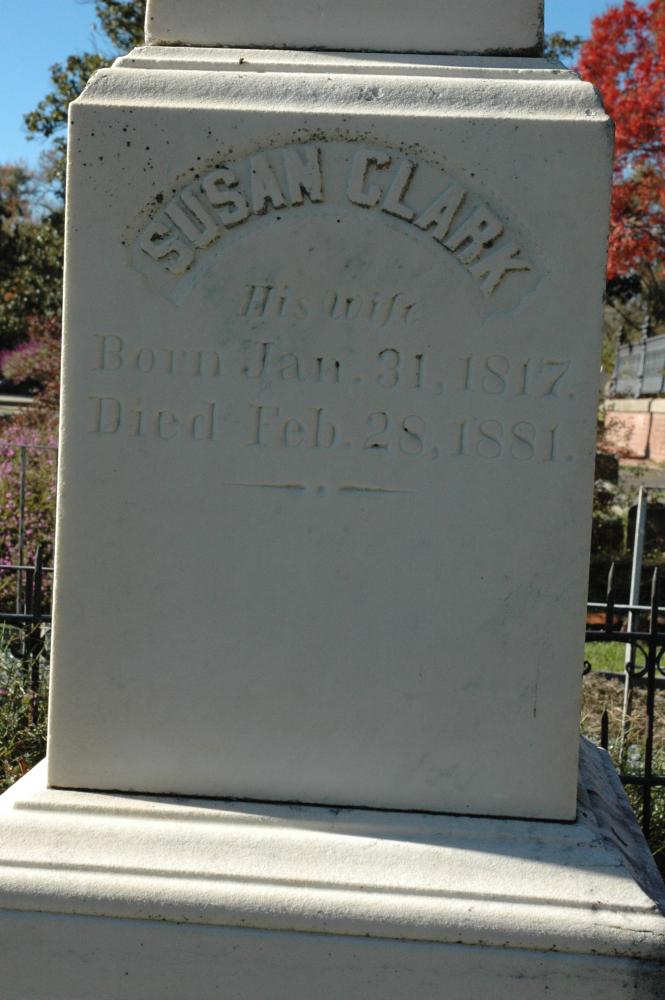 SUSAN CLARK
His Wife
Born Jan. 31, 1817.
Died Feb. 28, 1881.